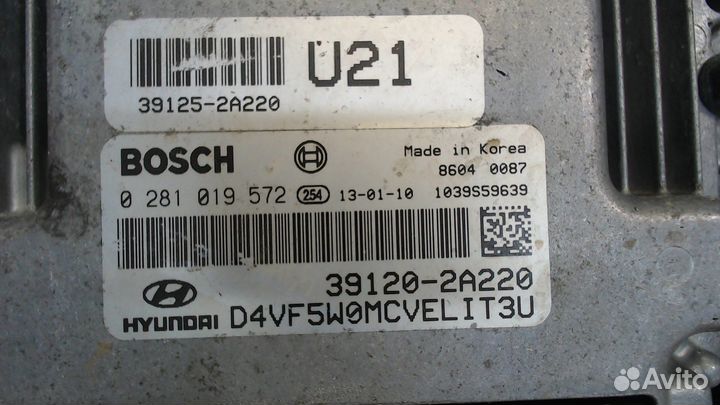 U21
39125-2A220
BOSCH
Made in Korea
8604 0087
0 281 019 572 254 13-01-10 1039S59639
39120-2A220
HYUNDAI D4VF5W0MCVELIT3U
Avito